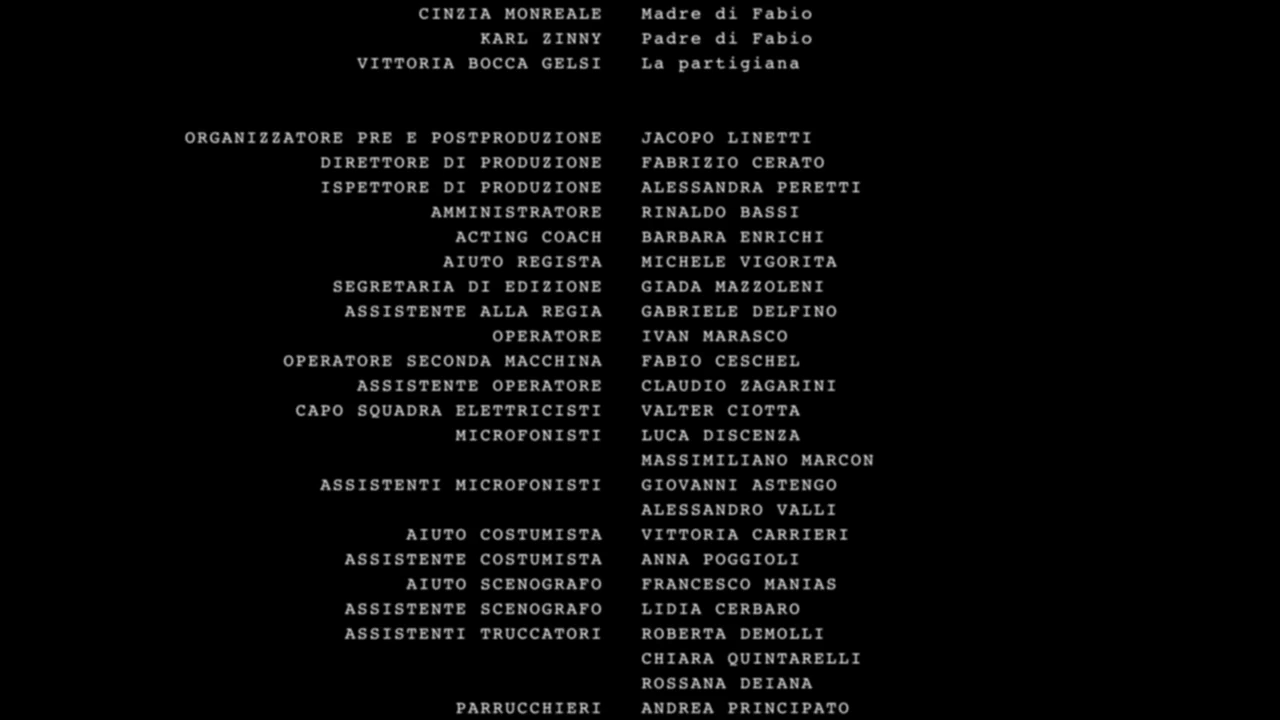 CINZIA MONREALE Madre di Fabio
KARL ZINNY Padre di Fabio
VITTORIA BOCCA GELSI La partigiana
ORGANIZZATORE PRE E POSTPRODUZIONE JACOPO LINETTI
DIRETTORE DI PRODUZIONE FABRIZIO CERATO
ISPETTORE DI PRODUZIONE ALESSANDRA PERETTI
AMMINISTRATORE RINALDO BASSI
ACTING COACH BARBARA ENRICHI
AIUTO REGISTA MICHELE VIGORITA
SEGRETARIA DI EDIZIONE GIADA MAZZOLENI
ASSISTENTE ALLA REGIA GABRIELE DELFINO
OPERATORE IVAN MARASCO
OPERATORE SECONDA MACCHINA FABIO CESCHEL
ASSISTENTE OPERATORE CLAUDIO ZAGARINI
CAPO SQUADRA ELETTRICISTI VALTER CIOTTA
MICROFONISTI LUCA DISCENZA
MASSIMILIANO MARCON
ASSISTENTI MICROFONISTI GIOVANNI ASTENGO
ALESSANDRO VALLI
AIUTO COSTUMISTA VITTORIA CARRIERI
ASSISTENTE COSTUMISTA ANNA POGGIOLI
AIUTO SCENOGRAFO FRANCESCO MANIAS
ASSISTENTE SCENOGRAFO LIDIA CERBARO
ASSISTENTI TRUCCATORI ROBERTA DEMOLLI
CHIARA QUINTARELLI
ROSSANA DEIANA
PARRUCCHIERI ANDREA PRINCIPATO